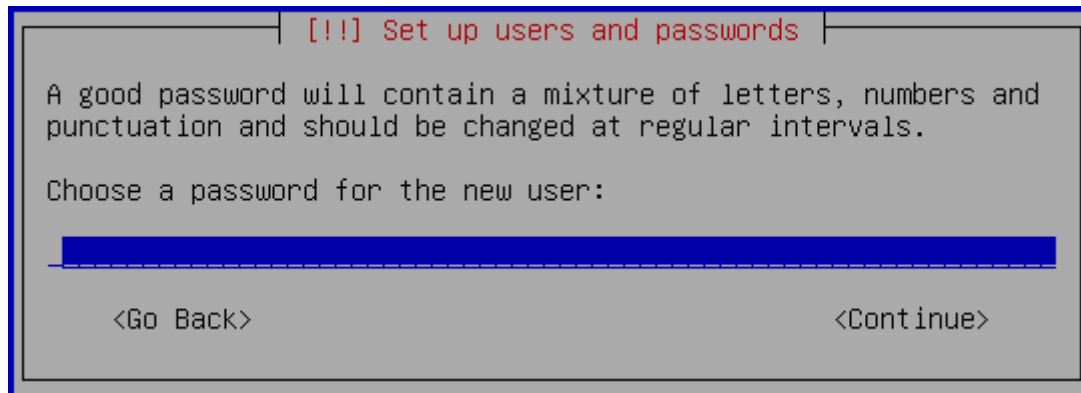 [!!] Set up users and passwords
A good password will contain a mixture of letters, numbers and
punctuation and should be changed at regular intervals.
Choose a password for the new user:
<Go Back> <Continue>